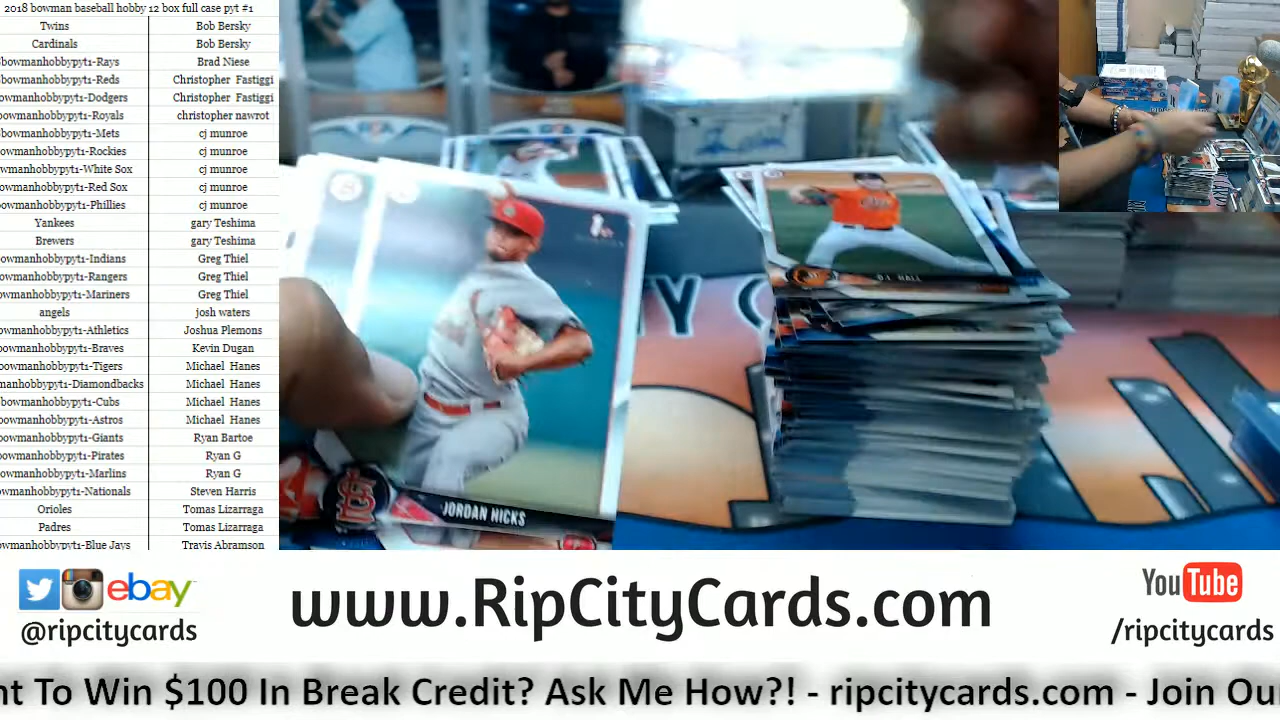 2018 bowman baseball hobby 12 box full case pyt #1
Twins Bob Bersky
Cardinals Bob Bersky
bowmanhobbypyt1-Rays Brad Niese
bowmanhobbypyt1-Reds Christopher Fastiggi
owmanhobbypyt1-Dodgers Christopher Fastiggi
owmanhobbypyt1-Royals christopher nawrot
bowmanhobbypyt1-Mets cj munroe
owmanhobbypyt1-Rockies cj munroe
wmanhobbypyt1-White Sox cj munroe
wmanhobbypyt1-Red Sox cj munroe
owmanhobbypyt1-Phillies cj munroe
Yankees gary Teshima
Brewers gary Teshima
owmanhobbypyt1-Indians Greg Thiel
owmanhobbypyt1-Rangers Greg Thiel
wmanhobbypyt1-Mariners Greg Thiel
angels josh waters
owmanhobbypyt1-Athletics Joshua Plemons
owmanhobbypyt1-Braves Kevin Dugan
owmanhobbypyt1-Tigers Michael Hanes
manhobbypyt1-Diamondbacks Michael Hanes
bowmanhobbypyt1-Cubs Michael Hanes
owmanhobbypyt1-Astros Michael Hanes
owmanhobbypyt1-Giants Ryan Bartoe
owmanhobbypyt1-Pirates Ryan G
owmanhobbypyt1-Marlins Ryan G
wmanhobbypyt1-Nationals Steven Harris
Orioles Tomas Lizarraga
Padres Tomas Lizarraga
owmanhobbypyt1-Blue Jays Travis Abramson
D.L. HALL
Y C
JORDAN HICKS
ebay
@ripcitycards
www.RipCityCards.com
YouTube
/ripcitycards
nt To Win $100 In Break Credit? Ask Me How?! - ripcitycards.com - Join Ou